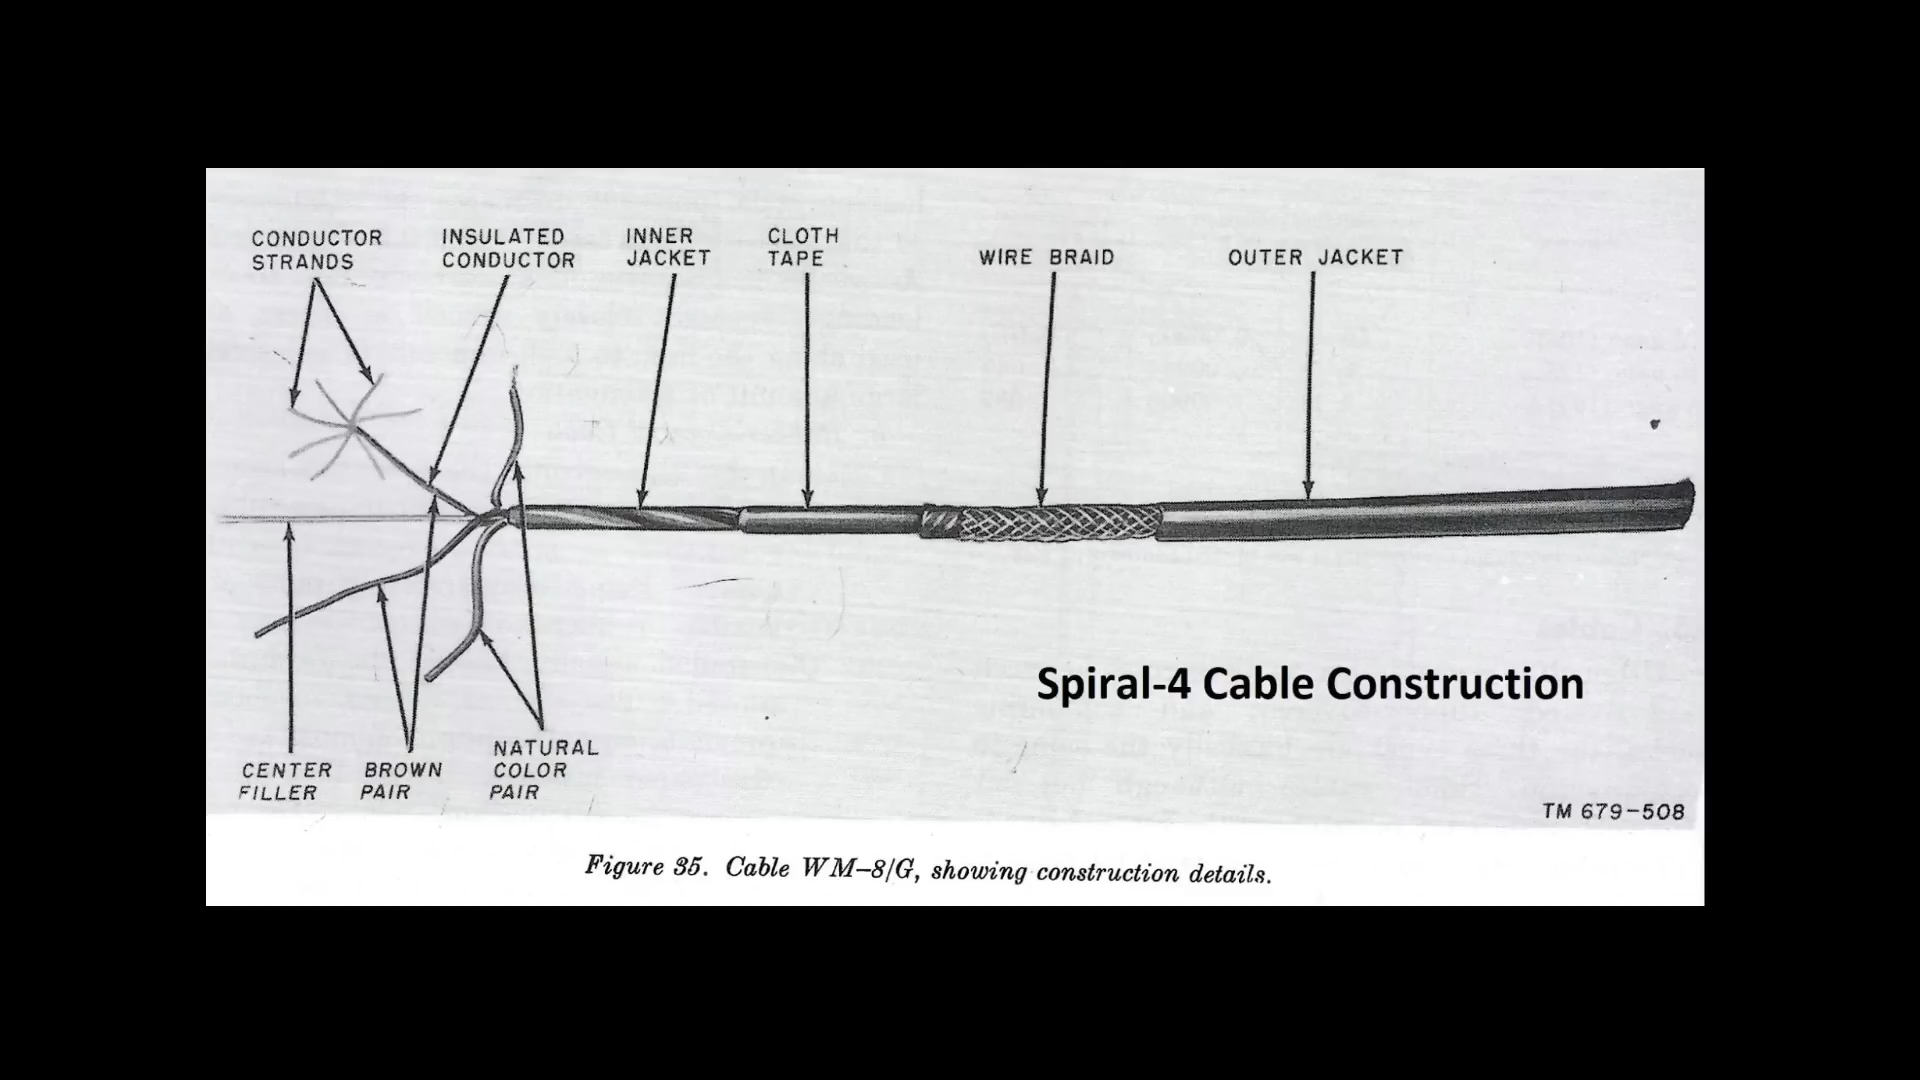 CONDUCTOR
STRANDS
INSULATED
CONDUCTOR
INNER
JACKET
CLOTH
TAPE
WIRE BRAID
OUTER JACKET
CENTER
FILLER
BROWN
PAIR
NATURAL
COLOR
PAIR
Spiral-4 Cable Construction
TM 679-508
Figure 35. Cable WM-8/G, showing construction details.